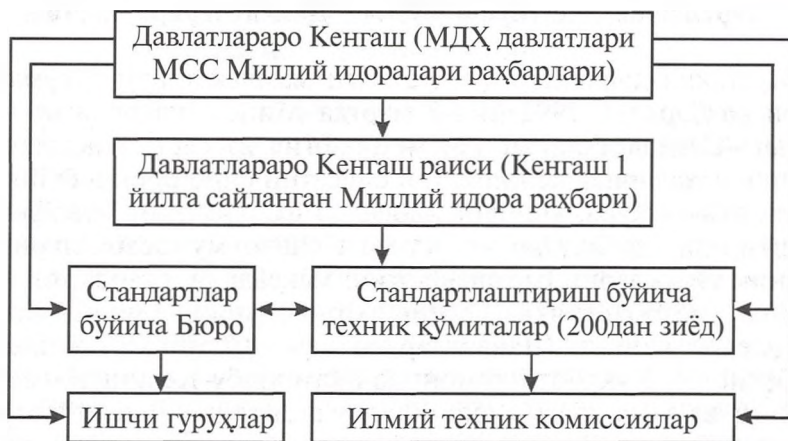 Давлатлараро Кенгаш (МДҲ давлатлари
МСС Миллий идоралари раҳбарлари)
Давлатлараро Кенгаш раиси (Кенгаш 1
йилга сайланган Миллий идора раҳбари)
Стандартлар
бўйича Бюро
Стандартлаштириш бўйича
техник қўмиталар (200дан зиёд)
Ишчи гуруҳлар
Илмий техник комиссиялар